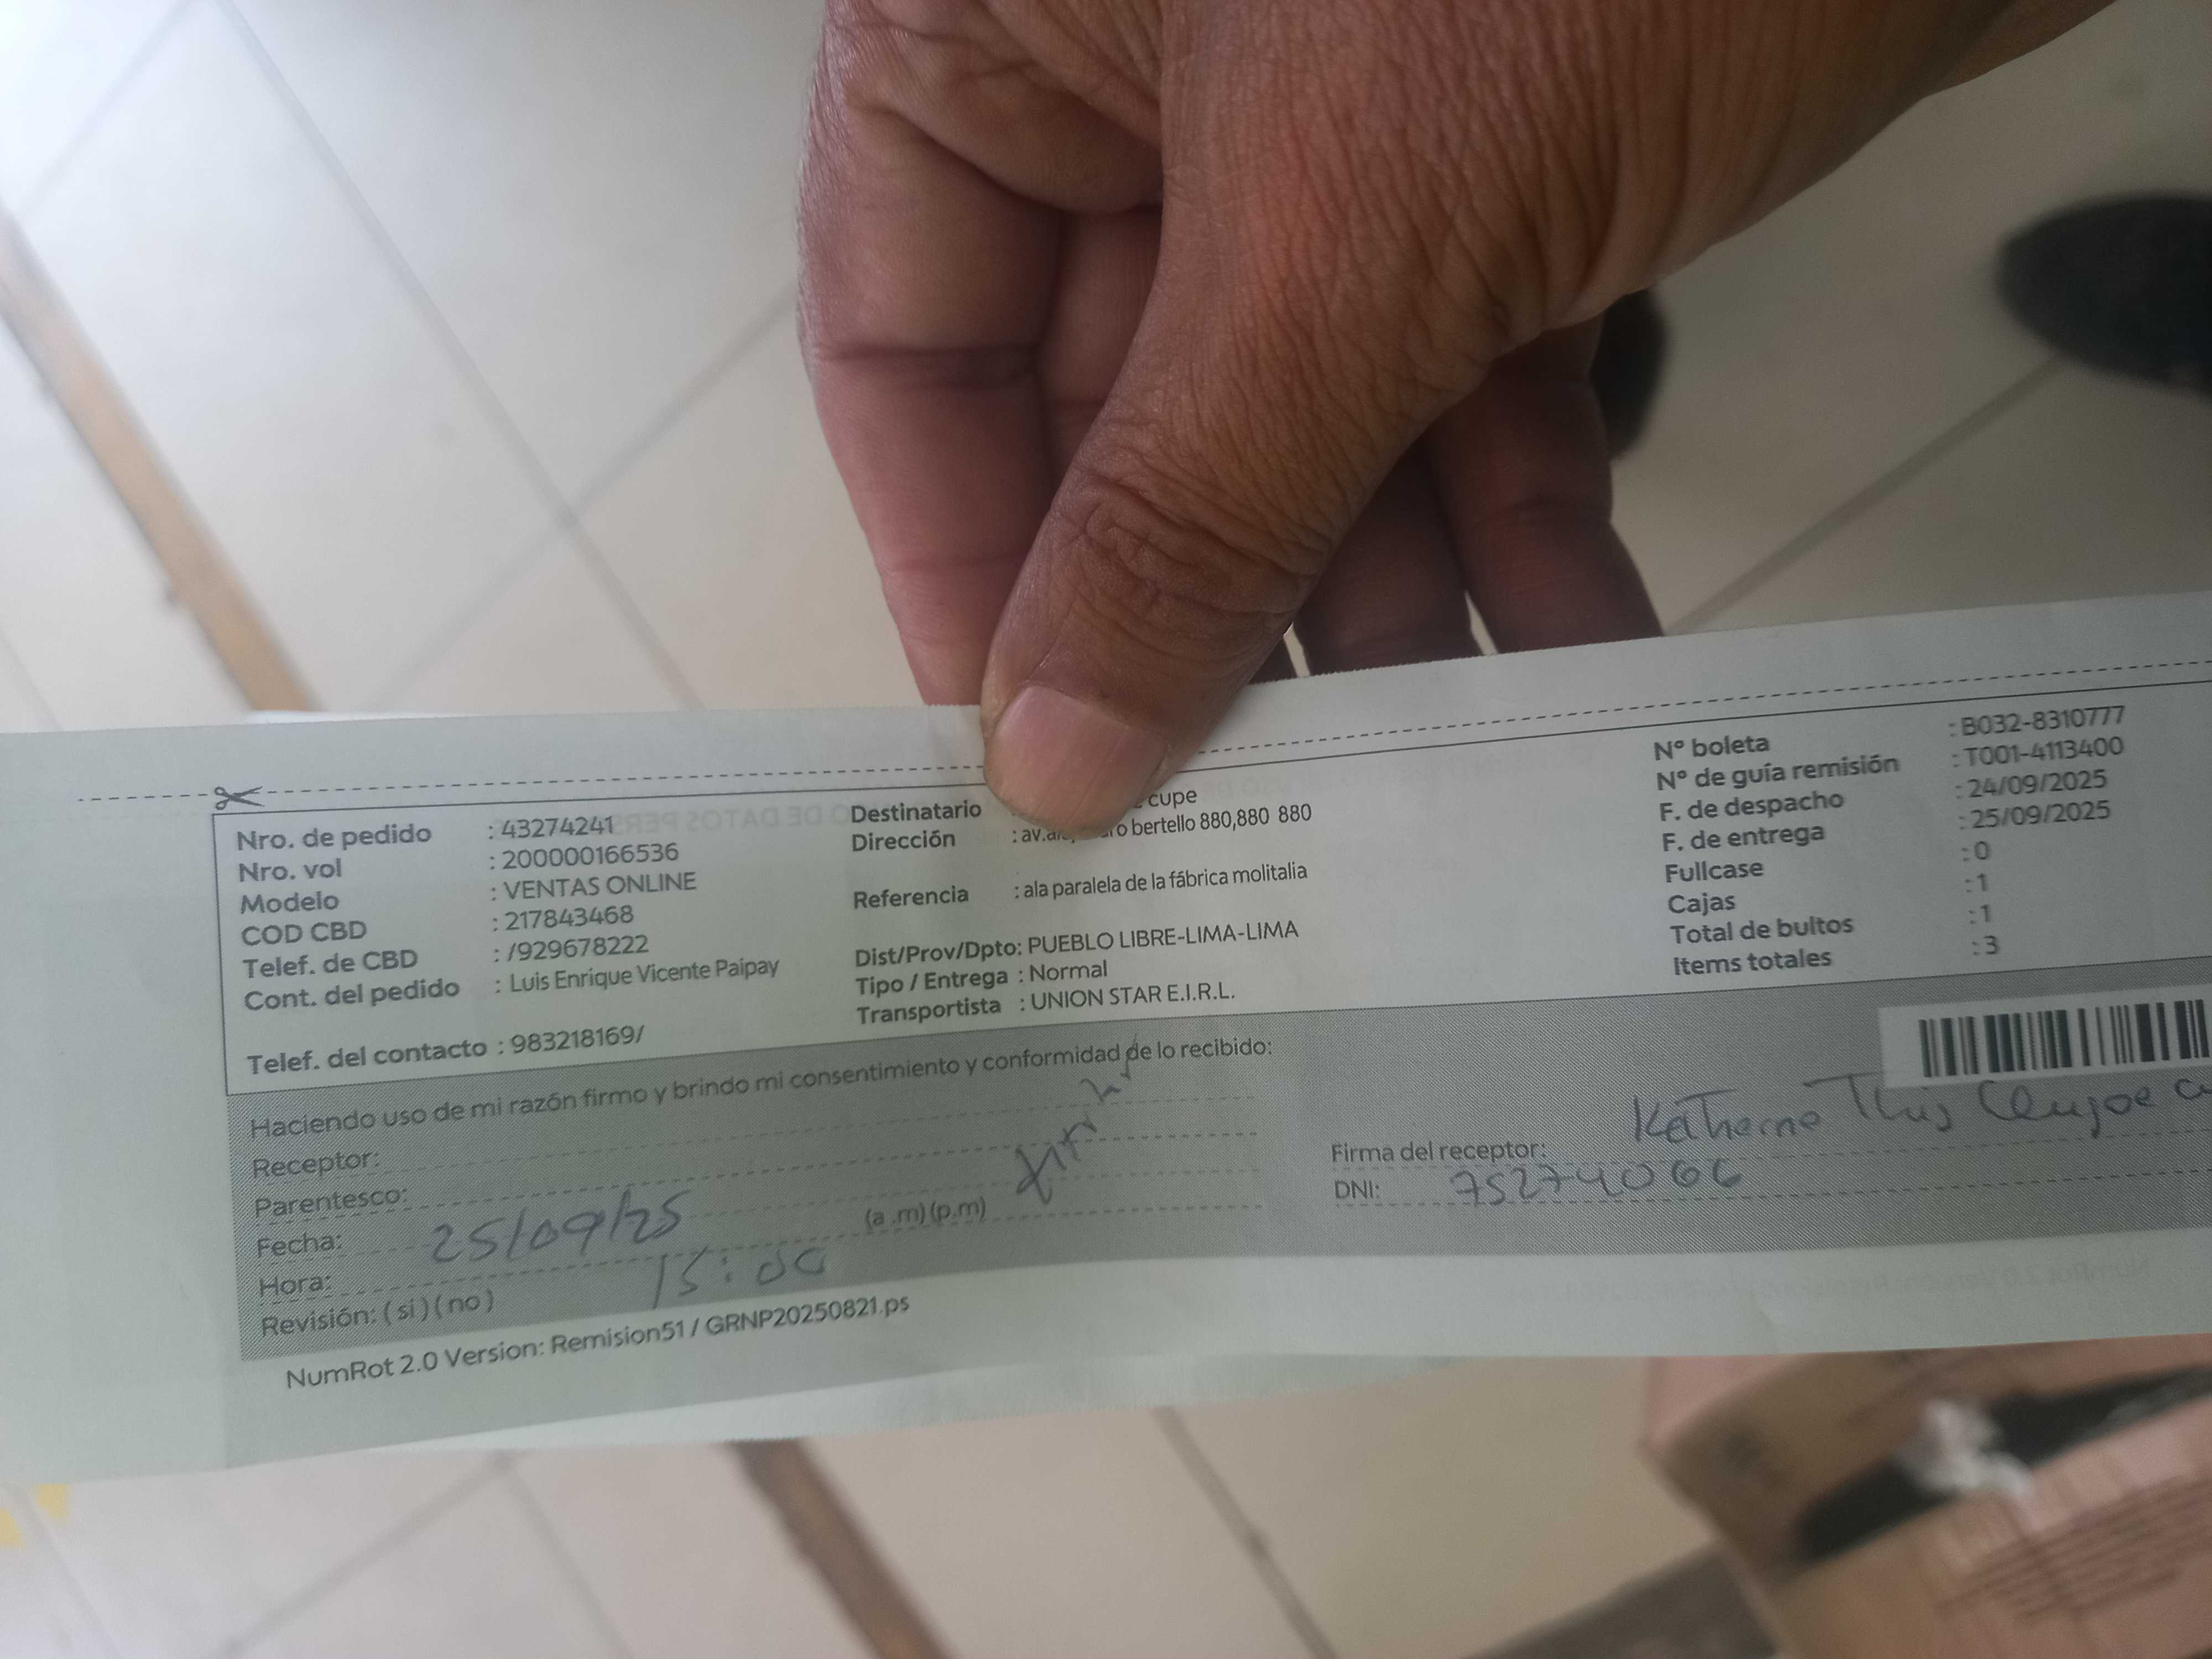 Nro. de pedido : 43274241
Nro. vol : 200000166536
Modelo : VENTAS ONLINE
COD CBD : 217843468
Telef. de CBD : /929678222
Cont. del pedido : Luis Enrique Vicente Paipay
Telef. del contacto : 983218169/
Destinatario cupe
Dirección : bertello 880,880 880
Referencia : ala paralela de la fábrica molitalia
Dist/Prov/Dpto: PUEBLO LIBRE-LIMA-LIMA
Tipo / Entrega : Normal
Transportista : UNION STAR E.I.R.L.
N° boleta : B032-8310777
N° de guía remisión : T001-4113400
F. de despacho : 24/09/2025
F. de entrega : 25/09/2025
Fullcase : 0
Cajas : 1
Total de bultos : 1
Items totales : 3
Haciendo uso de mi razón firmo y brindo mi consentimiento y conformidad de lo recibido:
Receptor:
Parentesco:
Fecha: 25/09/25
Hora: 15:00 (a.m) (p.m)
Revisión: ( si ) ( no )
Firma del receptor: Katherine
DNI: 75274066
NumRot 2.0 Version: Remision51 / GRNP20250821.ps